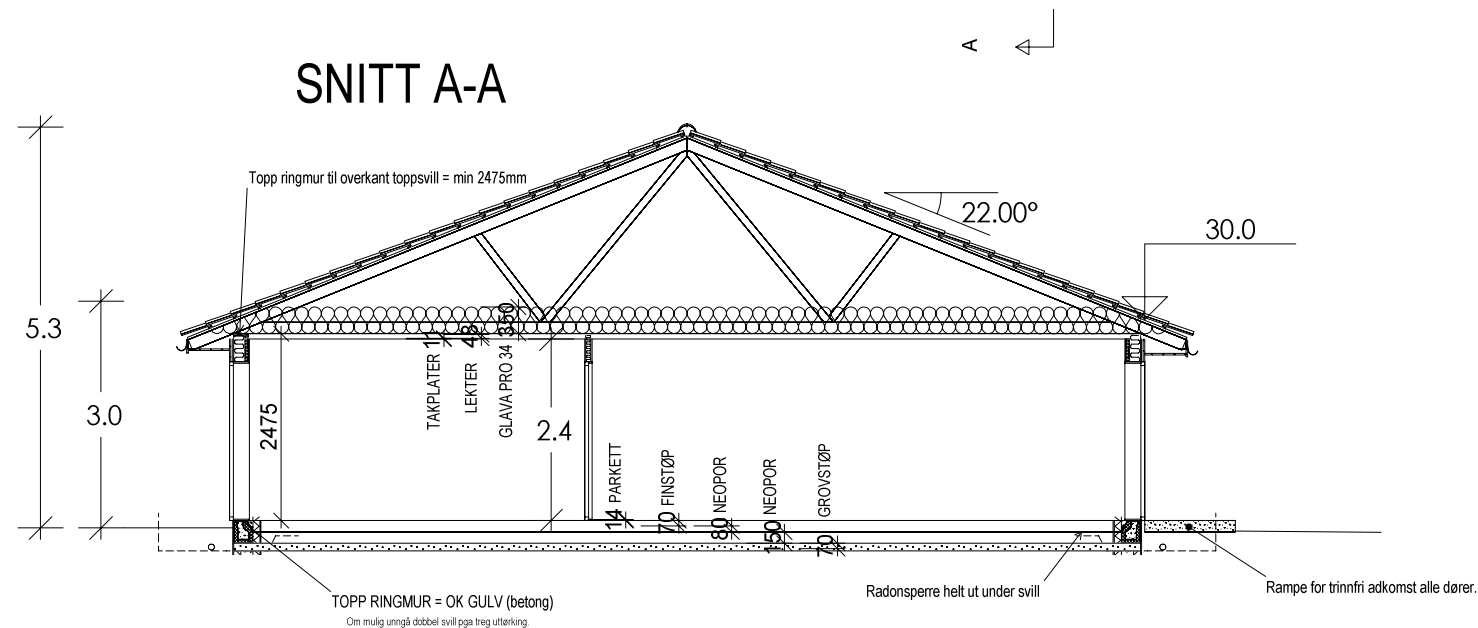 A
SNITT A-A
Topp ringmur til overkant toppsvill = min 2475mm
22.00°
30.0
5.3
3.0
2475
TAKPLATER 11
LEKTER 48
GLAVA PRO 34 350
2.4
14 PARKETT
70 FINSTØP
80 NEOPOR
150 NEOPOR
70 GROVSTØP
Radonsperre helt ut under svill
Rampe for trinnfri adkomst alle dører.
TOPP RINGMUR = OK GULV (betong)
Om mulig unngå dobbel svill pga treg uttørking.